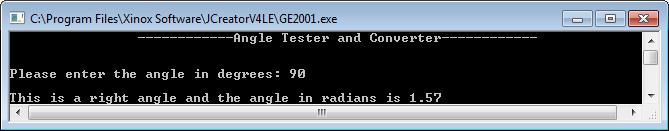 C:\Program Files\Xinox Software\JCreatorV4LE\GE2001.exe
------------Angle Tester and Converter------------
Please enter the angle in degrees: 90
This is a right angle and the angle in radians is 1.57